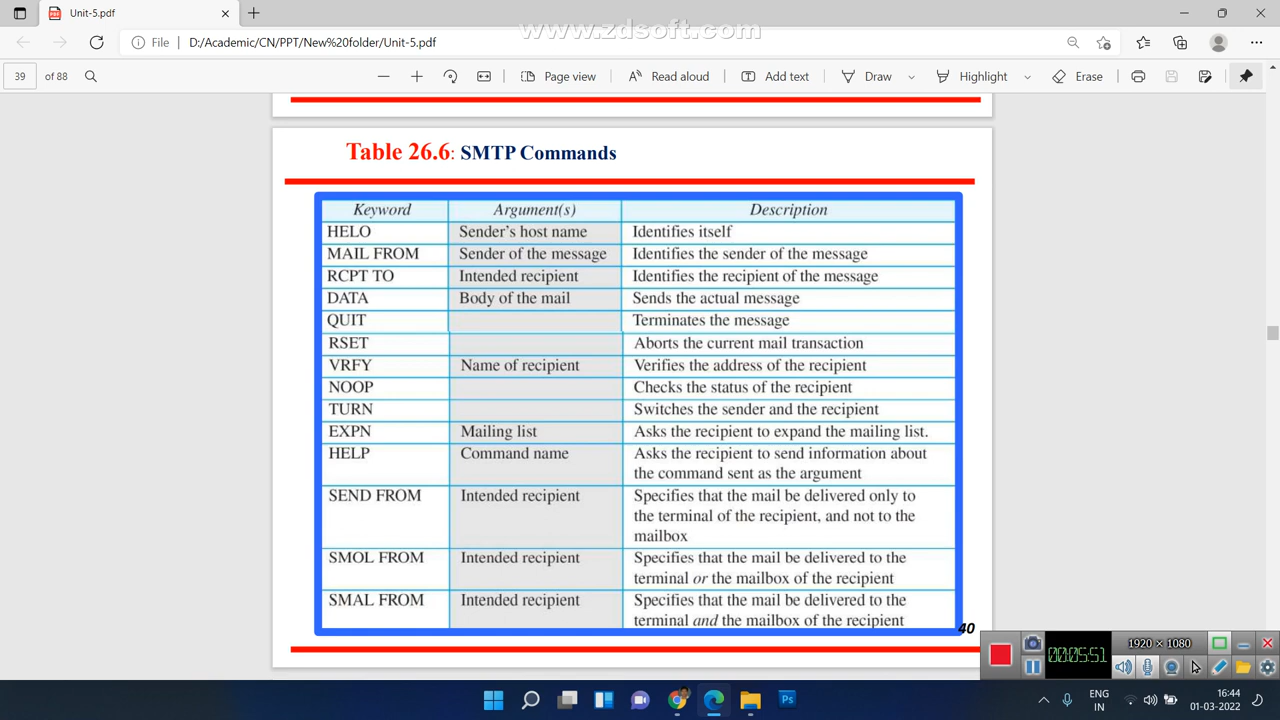 Unit-5.pdf
www.zdsoft.com
File
D:/Academic/CN/PPT/New%20folder/Unit-5.pdf
39 of 88
Page view
Read aloud
Add text
Draw
Highlight
Erase
Table 26.6: SMTP Commands
Keyword Argument(s) Description
HELO Sender's host name Identifies itself
MAIL FROM Sender of the message Identifies the sender of the message
RCPT TO Intended recipient Identifies the recipient of the message
DATA Body of the mail Sends the actual message
QUIT Terminates the message
RSET Aborts the current mail transaction
VRFY Name of recipient Verifies the address of the recipient
NOOP Checks the status of the recipient
TURN Switches the sender and the recipient
EXPN Mailing list Asks the recipient to expand the mailing list.
HELP Command name Asks the recipient to send information about
the command sent as the argument
SEND FROM Intended recipient Specifies that the mail be delivered only to
the terminal of the recipient, and not to the
mailbox
SMOL FROM Intended recipient Specifies that the mail be delivered to the
terminal or the mailbox of the recipient
SMAL FROM Intended recipient Specifies that the mail be delivered to the
terminal and the mailbox of the recipient
40
1920 × 1080
00:05:51
Ps
ENG
IN
16:44
01-03-2022